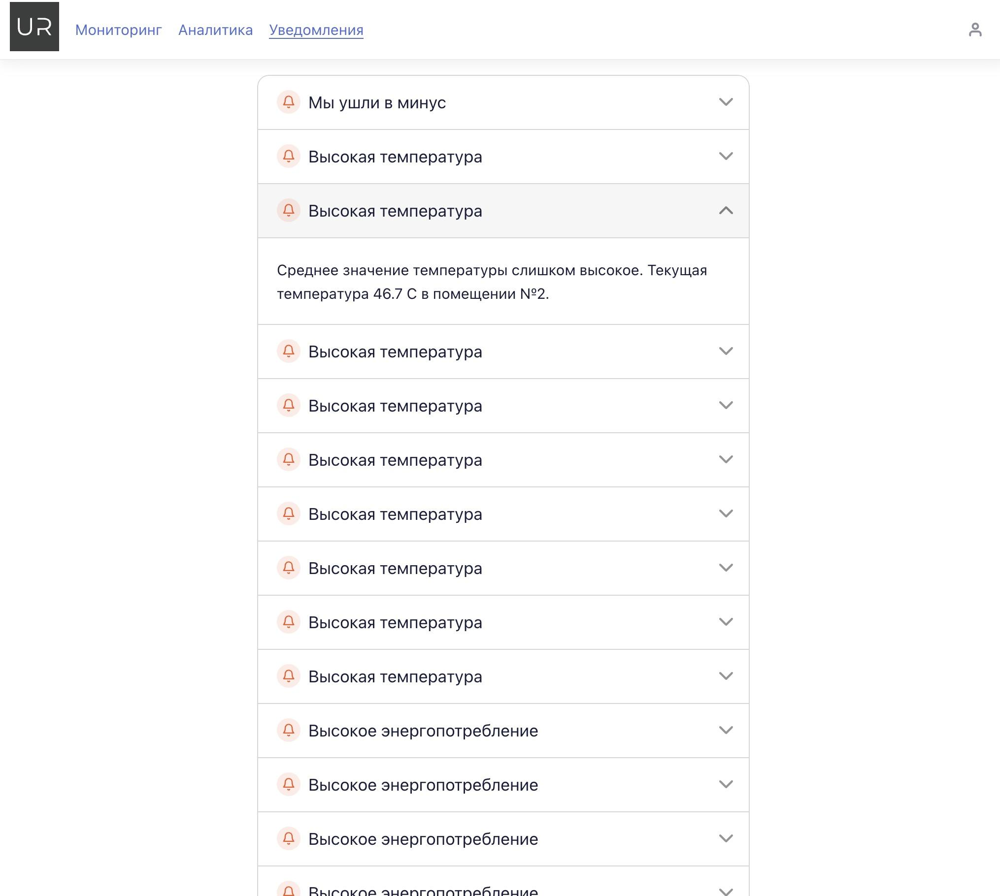 UR
Мониторинг Аналитика Уведомления
Мы ушли в минус
Высокая температура
Высокая температура
Среднее значение температуры слишком высокое. Текущая
температура 46.7 С в помещении №2.
Высокая температура
Высокая температура
Высокая температура
Высокая температура
Высокая температура
Высокая температура
Высокая температура
Высокое энергопотребление
Высокое энергопотребление
Высокое энергопотребление
Высокое энергопотребление